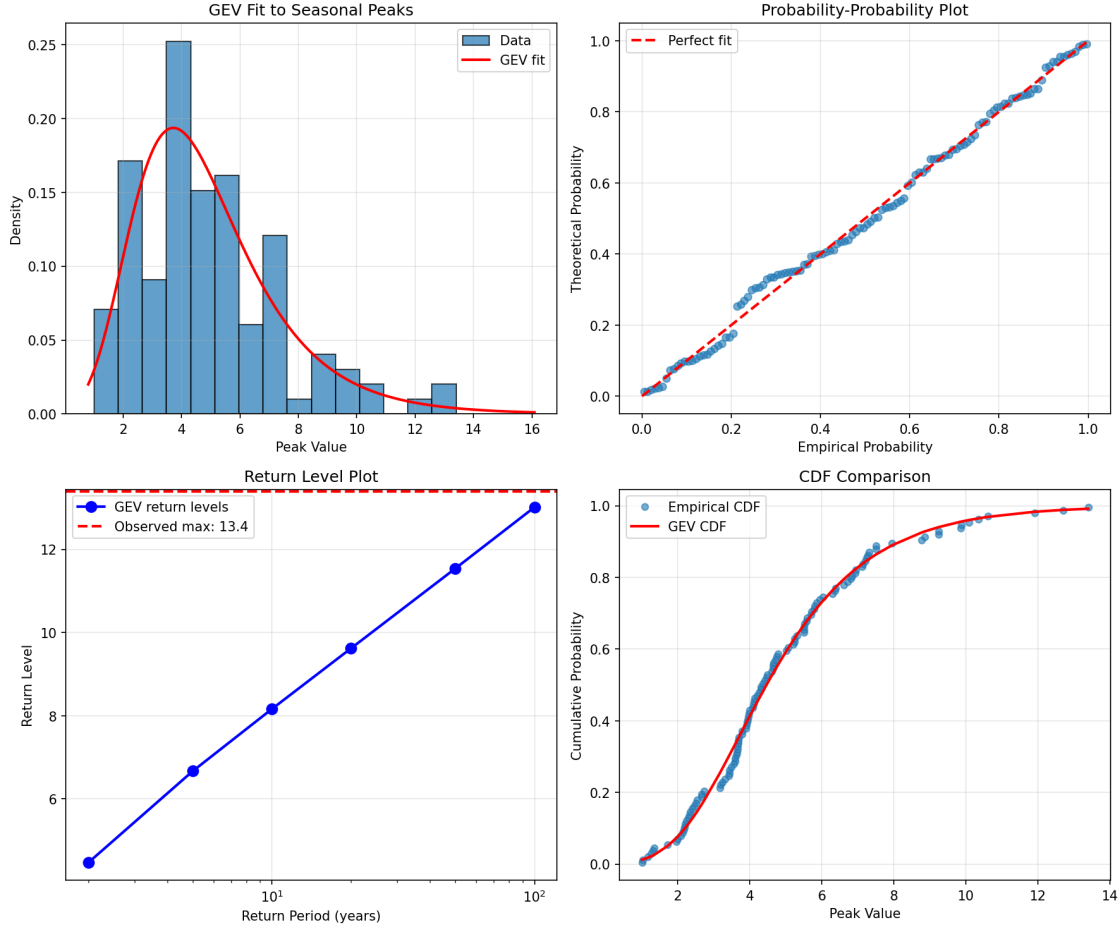 GEV Fit to Seasonal Peaks
Data
GEV fit
0.25
0.20
0.15
0.10
0.05
0.00
Density
2 4 6 8 10 12 14 16
Peak Value
Probability-Probability Plot
Perfect fit
1.0
0.8
0.6
0.4
0.2
0.0
Theoretical Probability
0.0 0.2 0.4 0.6 0.8 1.0
Empirical Probability
Return Level Plot
GEV return levels
Observed max: 13.4
12
10
8
6
Return Level
10¹ 10²
Return Period (years)
CDF Comparison
Empirical CDF
GEV CDF
1.0
0.8
0.6
0.4
0.2
0.0
Cumulative Probability
2 4 6 8 10 12 14
Peak Value